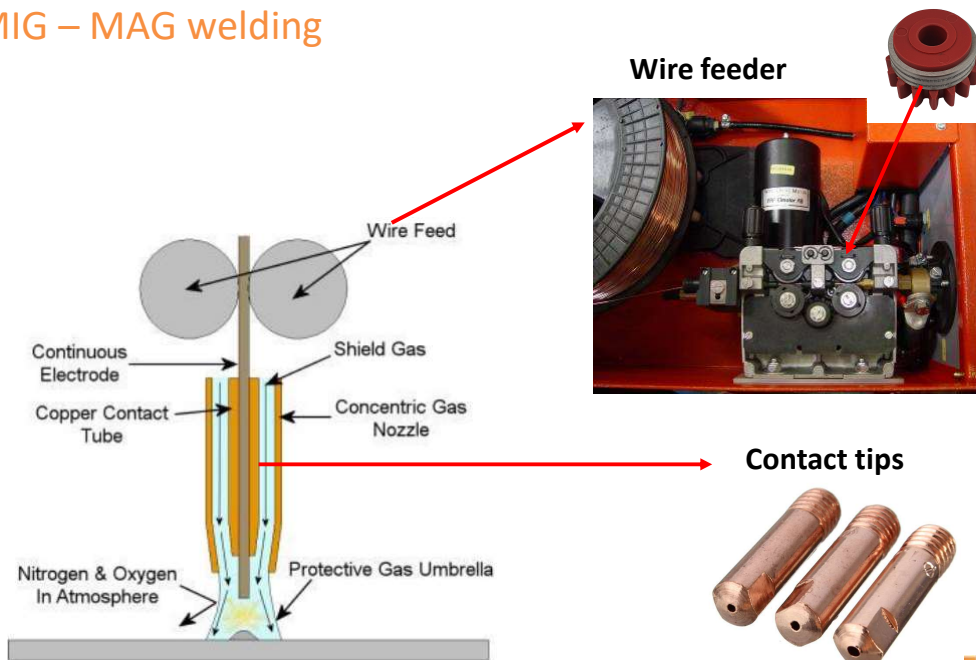 MIG – MAG welding
Wire feeder
Wire Feed
Continuous
Electrode
Shield Gas
Copper Contact
Tube
Concentric Gas
Nozzle
Contact tips
Nitrogen & Oxygen
In Atmosphere
Protective Gas Umbrella